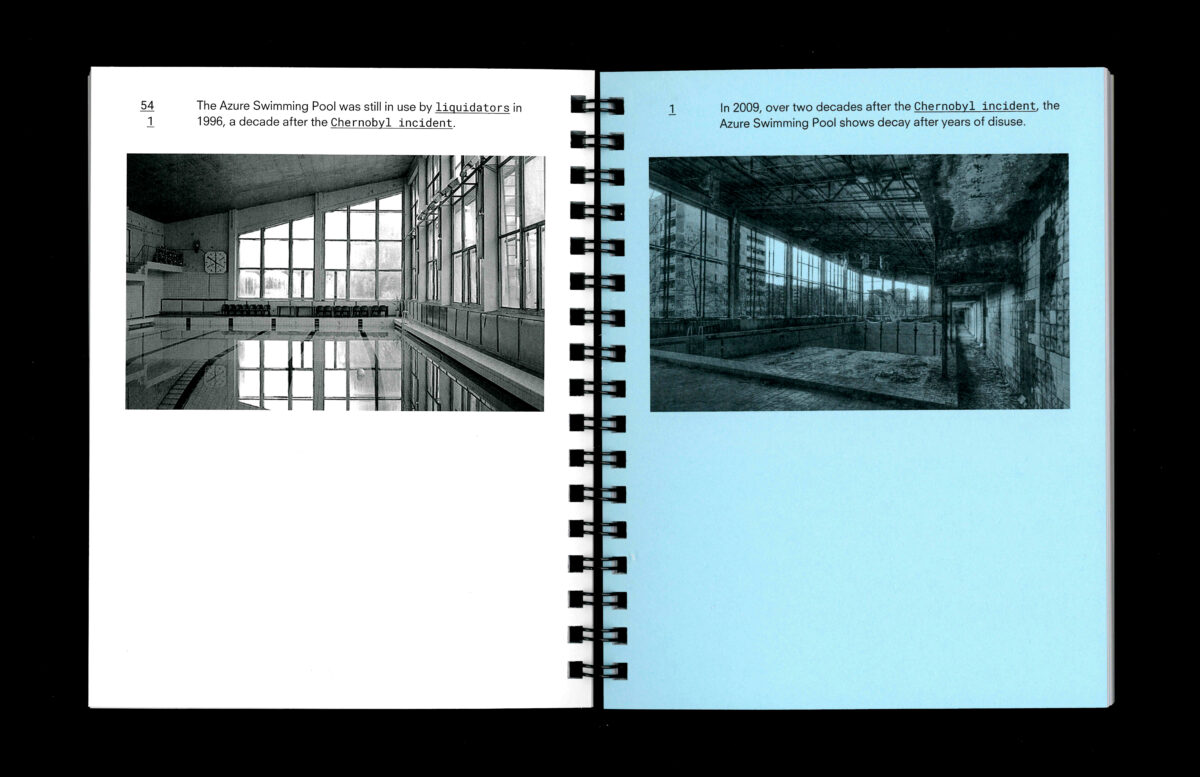 54
1
The Azure Swimming Pool was still in use by liquidators in
1996, a decade after the Chernobyl incident.
1
In 2009, over two decades after the Chernobyl incident, the
Azure Swimming Pool shows decay after years of disuse.